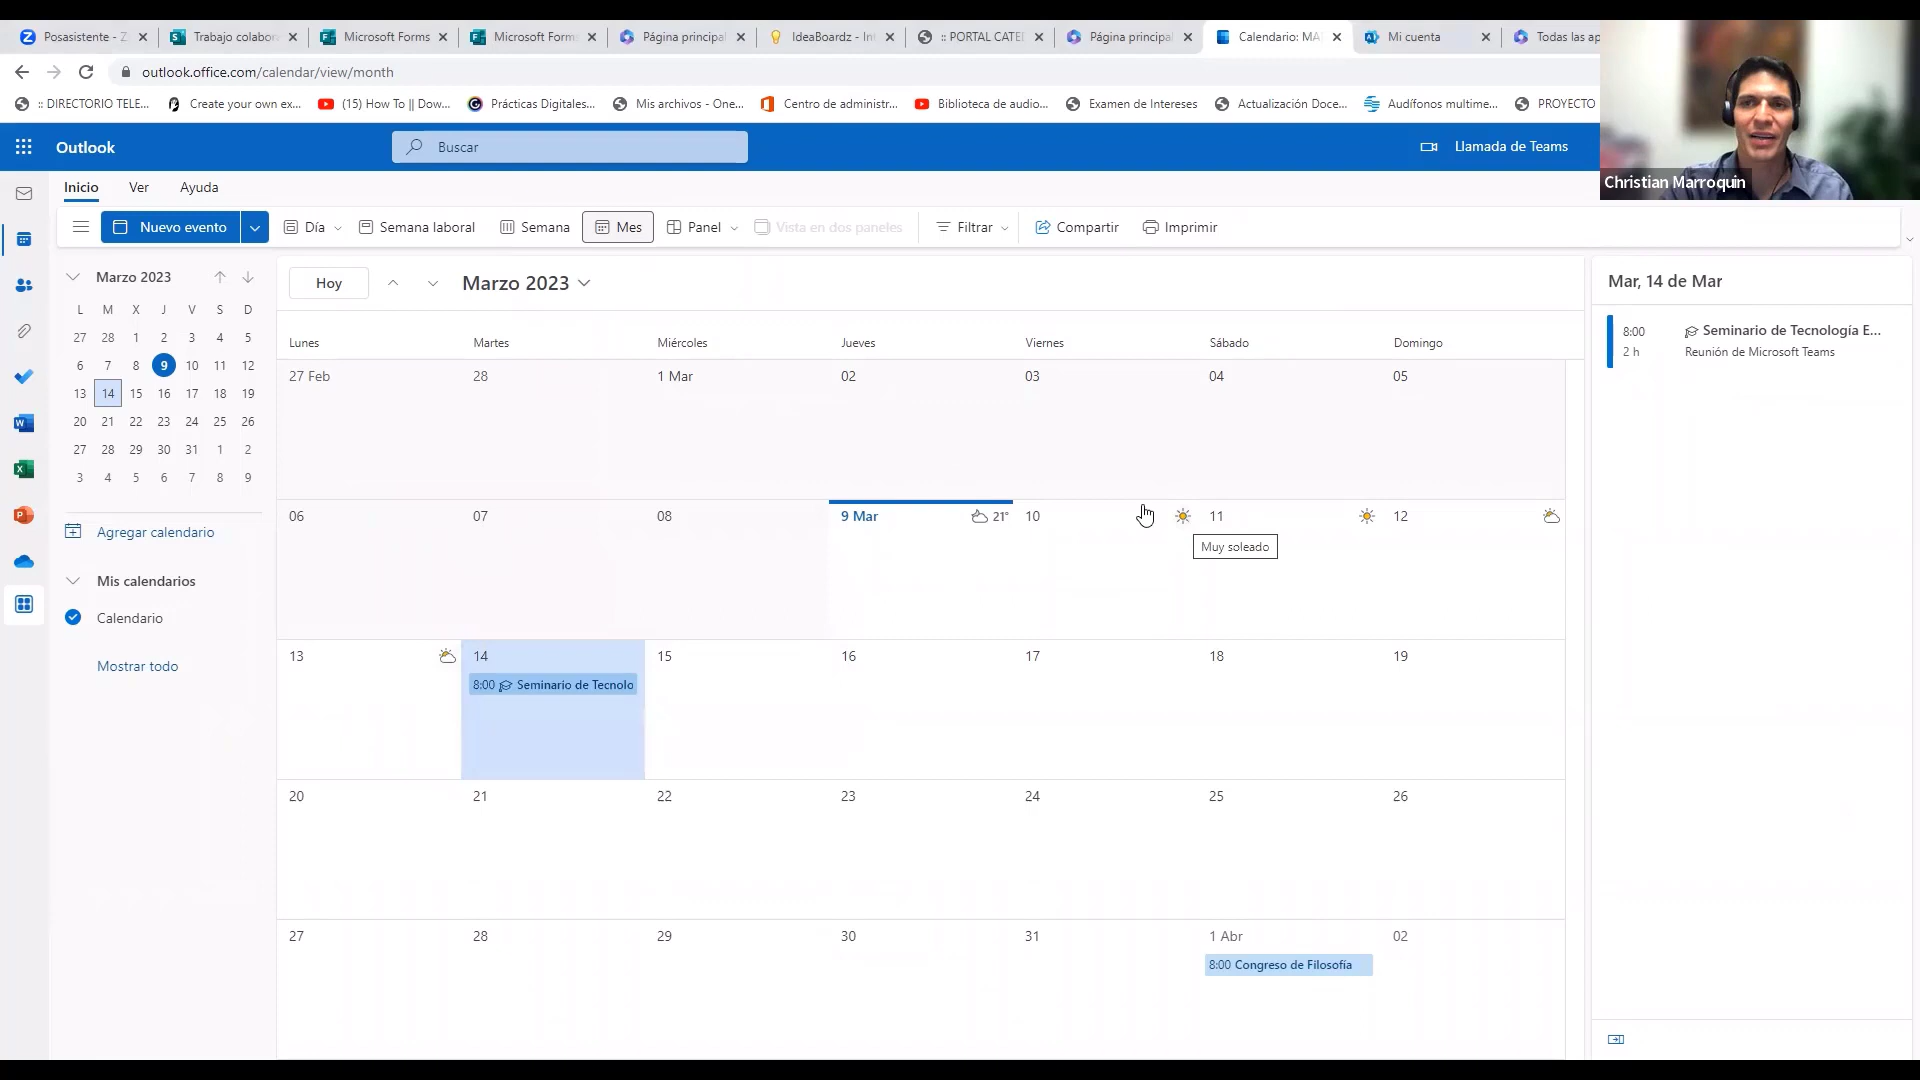 Posasistente - Z
Trabajo colabor
Microsoft Forms
Microsoft Forms
Página principal
IdeaBoardz - In
:: PORTAL CATE
Página principal
Calendario: MA
Mi cuenta
Todas las ap
outlook.office.com/calendar/view/month
:: DIRECTORIO TELE...
Create your own ex...
(15) How To || Dow...
Prácticas Digitales...
Mis archivos - One...
Centro de administr...
Biblioteca de audio...
Examen de Intereses
Actualización Doce...
Audífonos multime...
PROYECTO
Outlook
Buscar
Llamada de Teams
Christian Marroquin
Inicio Ver Ayuda
Nuevo evento Día Semana laboral Semana Mes Panel Vista en dos paneles Filtrar Compartir Imprimir
Marzo 2023
L M X J V S D
27 28 1 2 3 4 5
6 7 8 9 10 11 12
13 14 15 16 17 18 19
20 21 22 23 24 25 26
27 28 29 30 31 1 2
3 4 5 6 7 8 9
Agregar calendario
Mis calendarios
Calendario
Mostrar todo
Hoy Marzo 2023
Lunes Martes Miércoles Jueves Viernes Sábado Domingo
27 Feb 28 1 Mar 02 03 04 05
06 07 08 9 Mar 21° 10 11 12
Muy soleado
13 14 15 16 17 18 19
8:00 Seminario de Tecnolo
20 21 22 23 24 25 26
27 28 29 30 31 1 Abr 02
8:00 Congreso de Filosofía
Mar, 14 de Mar
8:00 Seminario de Tecnología E...
2 h Reunión de Microsoft Teams